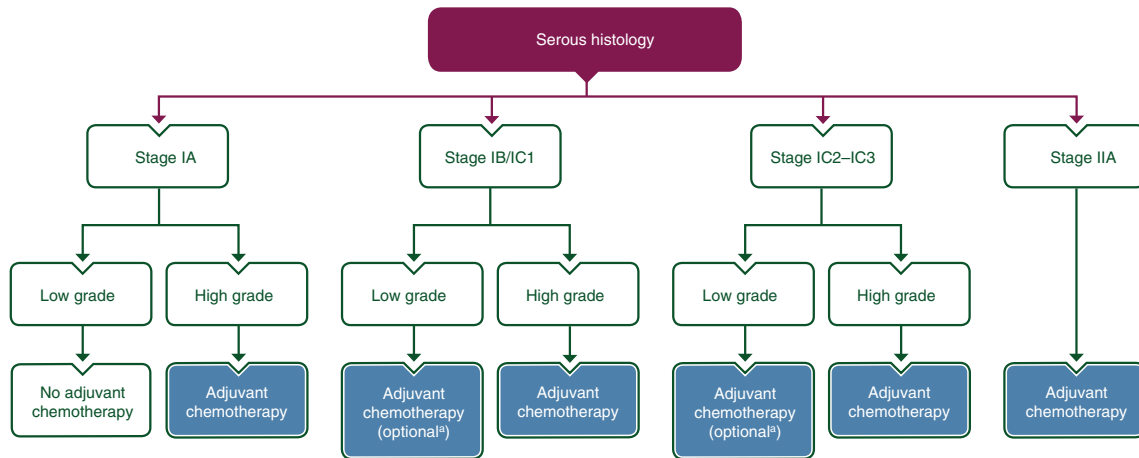 Serous histology
Stage IA
Stage IB/IC1
Stage IC2–IC3
Stage IIA
Low grade
High grade
Low grade
High grade
Low grade
High grade
No adjuvant
chemotherapy
Adjuvant
chemotherapy
Adjuvant
chemotherapy
(optionalᵃ)
Adjuvant
chemotherapy
Adjuvant
chemotherapy
(optionalᵃ)
Adjuvant
chemotherapy
Adjuvant
chemotherapy